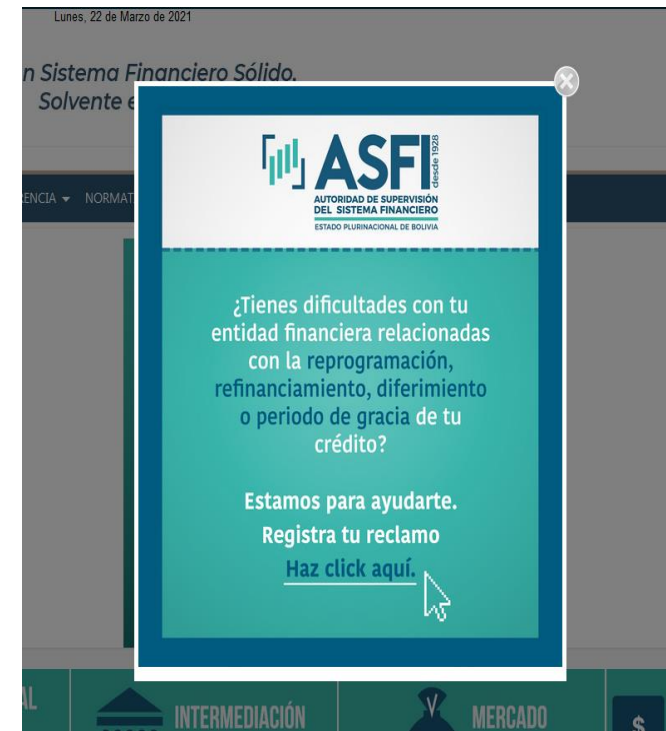 Lunes, 22 de Marzo de 2021
n Sistema Financiero Sólido,
Solvente e
ASFI
desde 1928
AUTORIDAD DE SUPERVISIÓN
DEL SISTEMA FINANCIERO
ESTADO PLURINACIONAL DE BOLIVIA
RENCIA NORMAT
¿Tienes dificultades con tu
entidad financiera relacionadas
con la reprogramación,
refinanciamiento, diferimiento
o periodo de gracia de tu
crédito?
Estamos para ayudarte.
Registra tu reclamo
Haz click aquí.
AL
INTERMEDIACIÓN
MERCADO
$